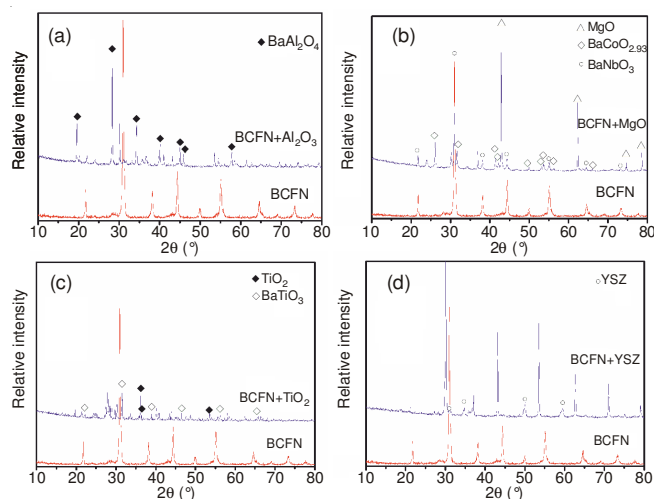 (a)
◆ BaAl2O4
Relative intensity
BCFN+Al2O3
BCFN
10 20 30 40 50 60 70 80
2θ (°)
(b)
MgO
BaCoO2.93
BaNbO3
Relative intensity
BCFN+MgO
BCFN
10 20 30 40 50 60 70 80
2θ (°)
(c)
◆ TiO2
◇ BaTiO3
Relative intensity
BCFN+TiO2
BCFN
10 20 30 40 50 60 70 80
2θ (°)
(d)
YSZ
Relative intensity
BCFN+YSZ
BCFN
10 20 30 40 50 60 70 80
2θ (°)